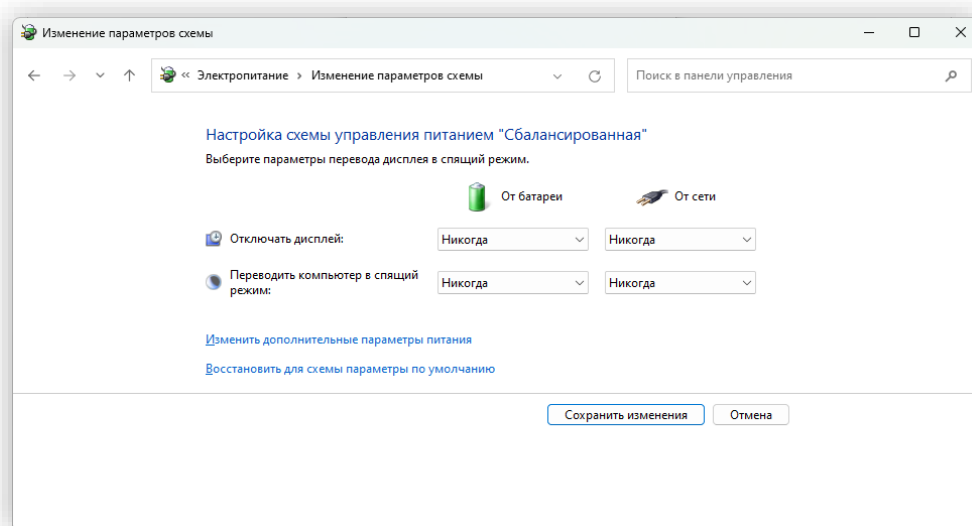 Изменение параметров схемы
« Электропитание › Изменение параметров схемы
Поиск в панели управления
Настройка схемы управления питанием "Сбалансированная"
Выберите параметры перевода дисплея в спящий режим.
От батареи От сети
Отключать дисплей: Никогда Никогда
Переводить компьютер в спящий
режим: Никогда Никогда
Изменить дополнительные параметры питания
Восстановить для схемы параметры по умолчанию
Сохранить изменения Отмена